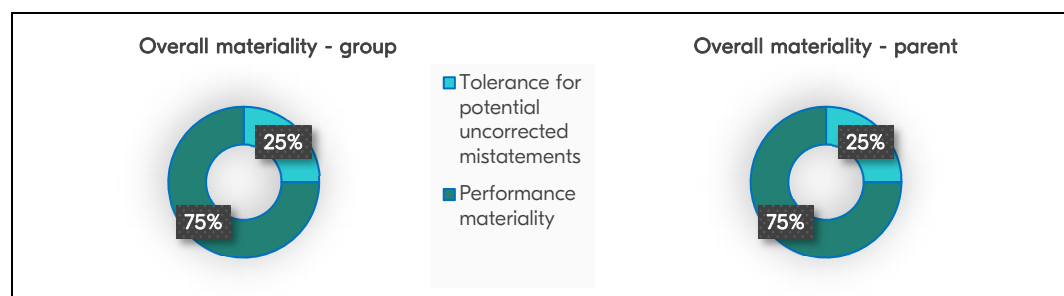 Overall materiality - group
25%
75%
Tolerance for
potential
uncorrected
mistatements
Performance
materiality
Overall materiality - parent
25%
75%